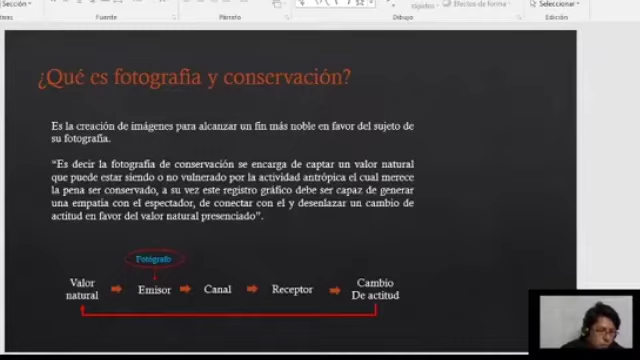 Sección
Fuente
Párrafo
Dibujo
rápidos
Efectos de forma
Seleccionar
Edición
¿Qué es fotografía y conservación?
Es la creación de imágenes para alcanzar un fin más noble en favor del sujeto de
su fotografía.
“Es decir la fotografía de conservación se encarga de captar un valor natural
que puede estar siendo o no vulnerado por la actividad antrópica el cual merece
la pena ser conservado, a su vez este registro gráfico debe ser capaz de generar
una empatía con el espectador, de conectar con el y desenlazar un cambio de
actitud en favor del valor natural presenciado”.
Fotógrafo
Valor
natural
Emisor
Canal
Receptor
Cambio
De actitud